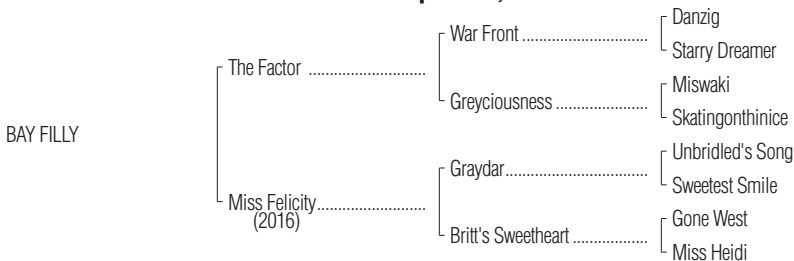 Danzig
War Front ..............................
Starry Dreamer
The Factor ............................
Miswaki
Greyciousness ......................
Skatingonthinice
BAY FILLY
Unbridled's Song
Graydar..................................
Sweetest Smile
Miss Felicity..........................
(2016)
Gone West
Britt's Sweetheart ..................
Miss Heidi